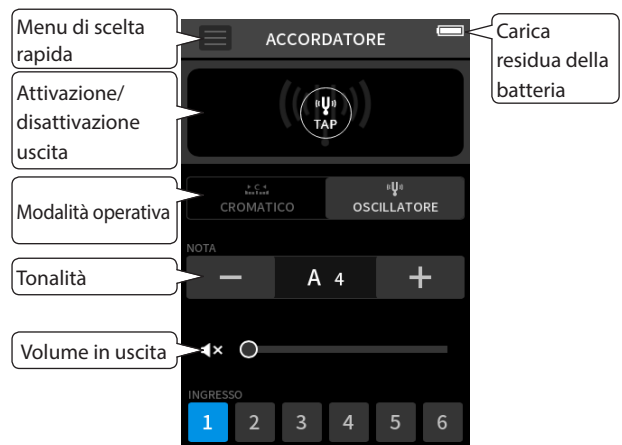 Menu di scelta
rapida
ACCORDATORE
Carica
residua della
batteria
Attivazione/
disattivazione
uscita
TAP
Modalità operativa
C
CROMATICO
OSCILLATORE
NOTA
Tonalità
− A 4 +
Volume in uscita
INGRESSO
1 2 3 4 5 6